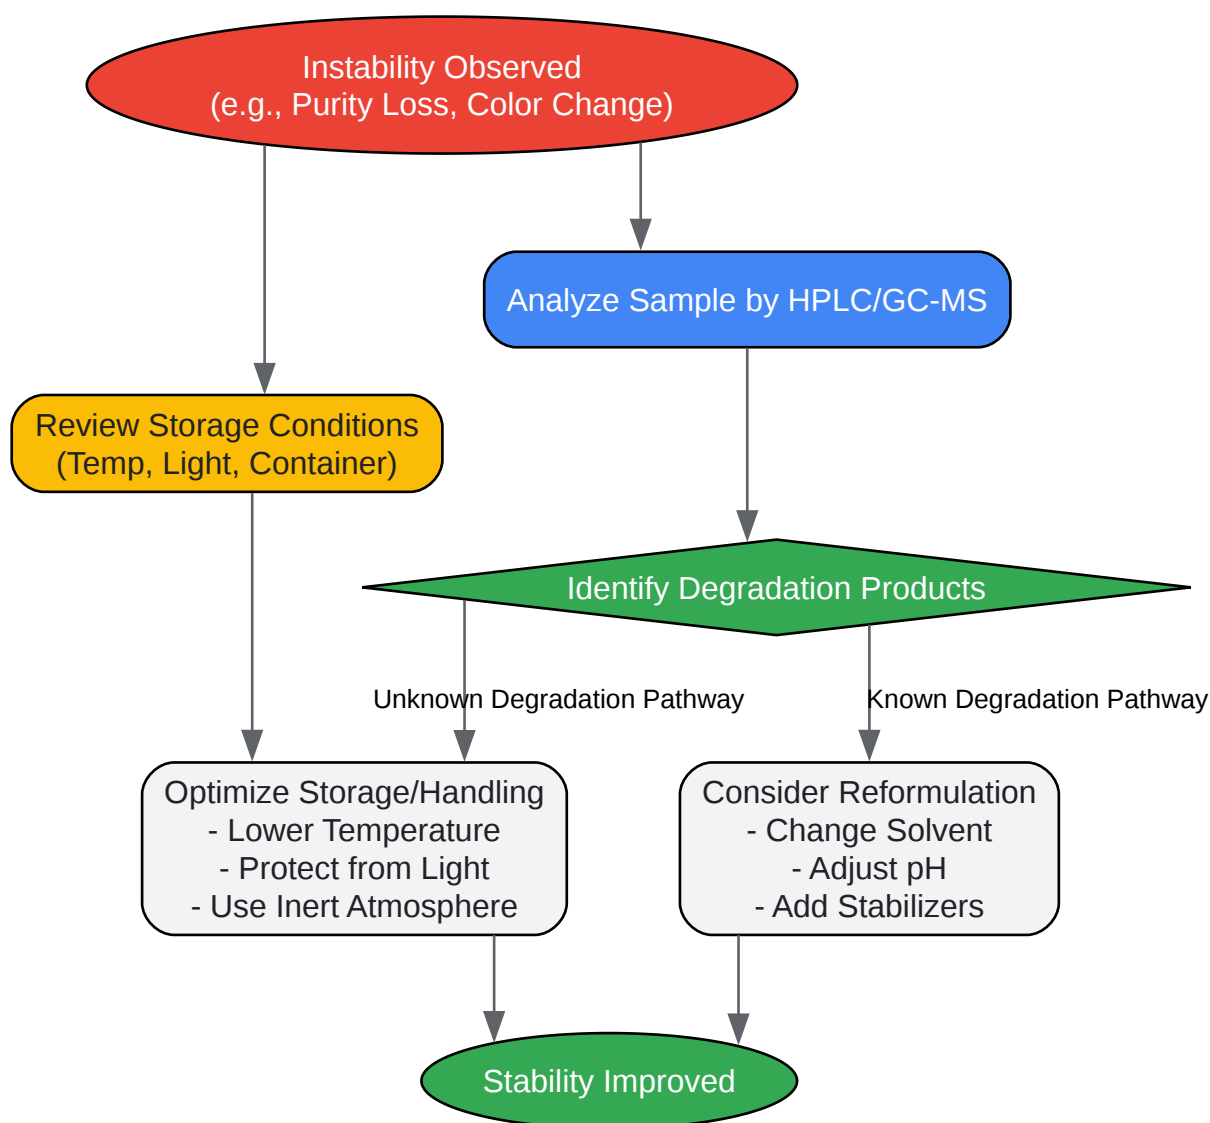 Instability Observed
(e.g., Purity Loss, Color Change)
Analyze Sample by HPLC/GC-MS
Review Storage Conditions
(Temp, Light, Container)
Identify Degradation Products
Unknown Degradation Pathway
Known Degradation Pathway
Optimize Storage/Handling
- Lower Temperature
- Protect from Light
- Use Inert Atmosphere
Consider Reformulation
- Change Solvent
- Adjust pH
- Add Stabilizers
Stability Improved